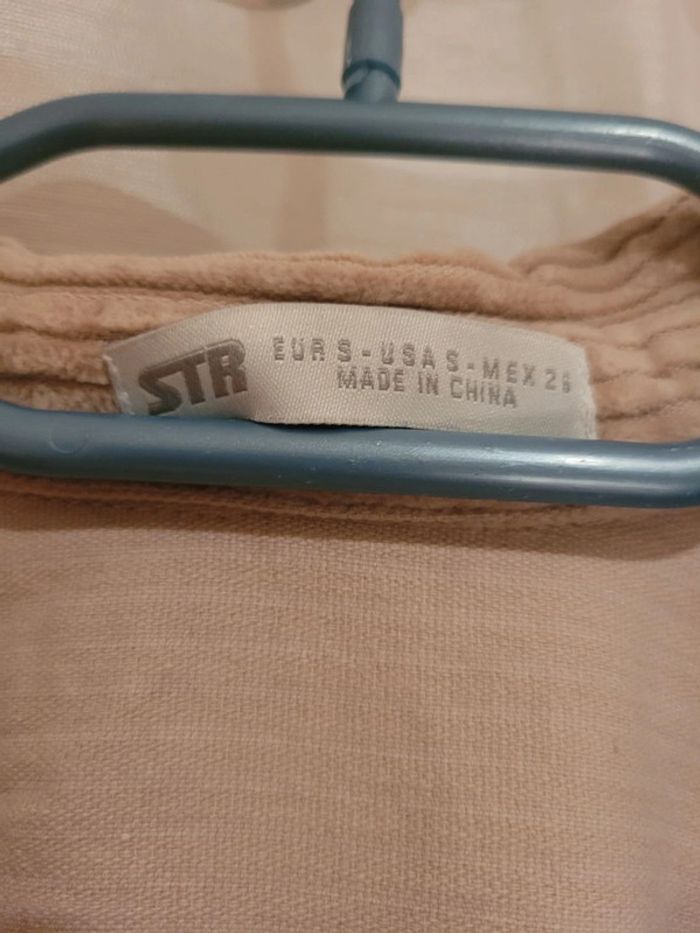 STR
EUR S - USA S - MEX 26
MADE IN CHINA